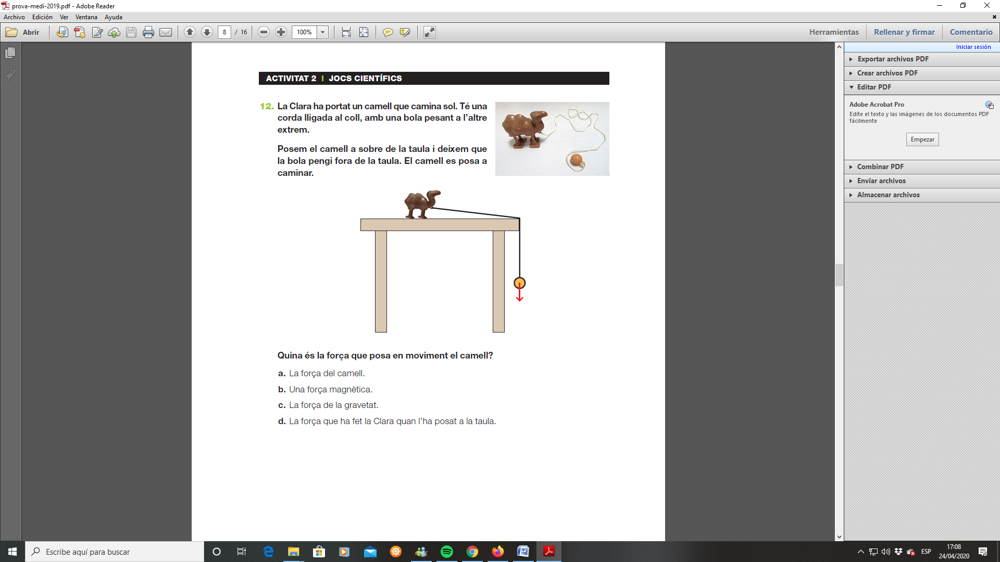 prova-medi-2019.pdf - Adobe Reader
Archivo Edición Ver Ventana Ayuda
Abrir 8 / 16 100% Herramientas Rellenar y firmar Comentario
Iniciar sesión
Exportar archivos PDF
Crear archivos PDF
Editar PDF
Adobe Acrobat Pro
Edite el texto y las imágenes de los documentos PDF
fácilmente
Empezar
Combinar PDF
Enviar archivos
Almacenar archivos
ACTIVITAT 2 I JOCS CIENTÍFICS
12. La Clara ha portat un camell que camina sol. Té una
corda lligada al coll, amb una bola pesant a l'altre
extrem.
Posem el camell a sobre de la taula i deixem que
la bola pengi fora de la taula. El camell es posa a
caminar.
Quina és la força que posa en moviment el camell?
a. La força del camell.
b. Una força magnètica.
c. La força de la gravetat.
d. La força que ha fet la Clara quan l'ha posat a la taula.
Escribe aquí para buscar
ESP
17:08
24/04/2020